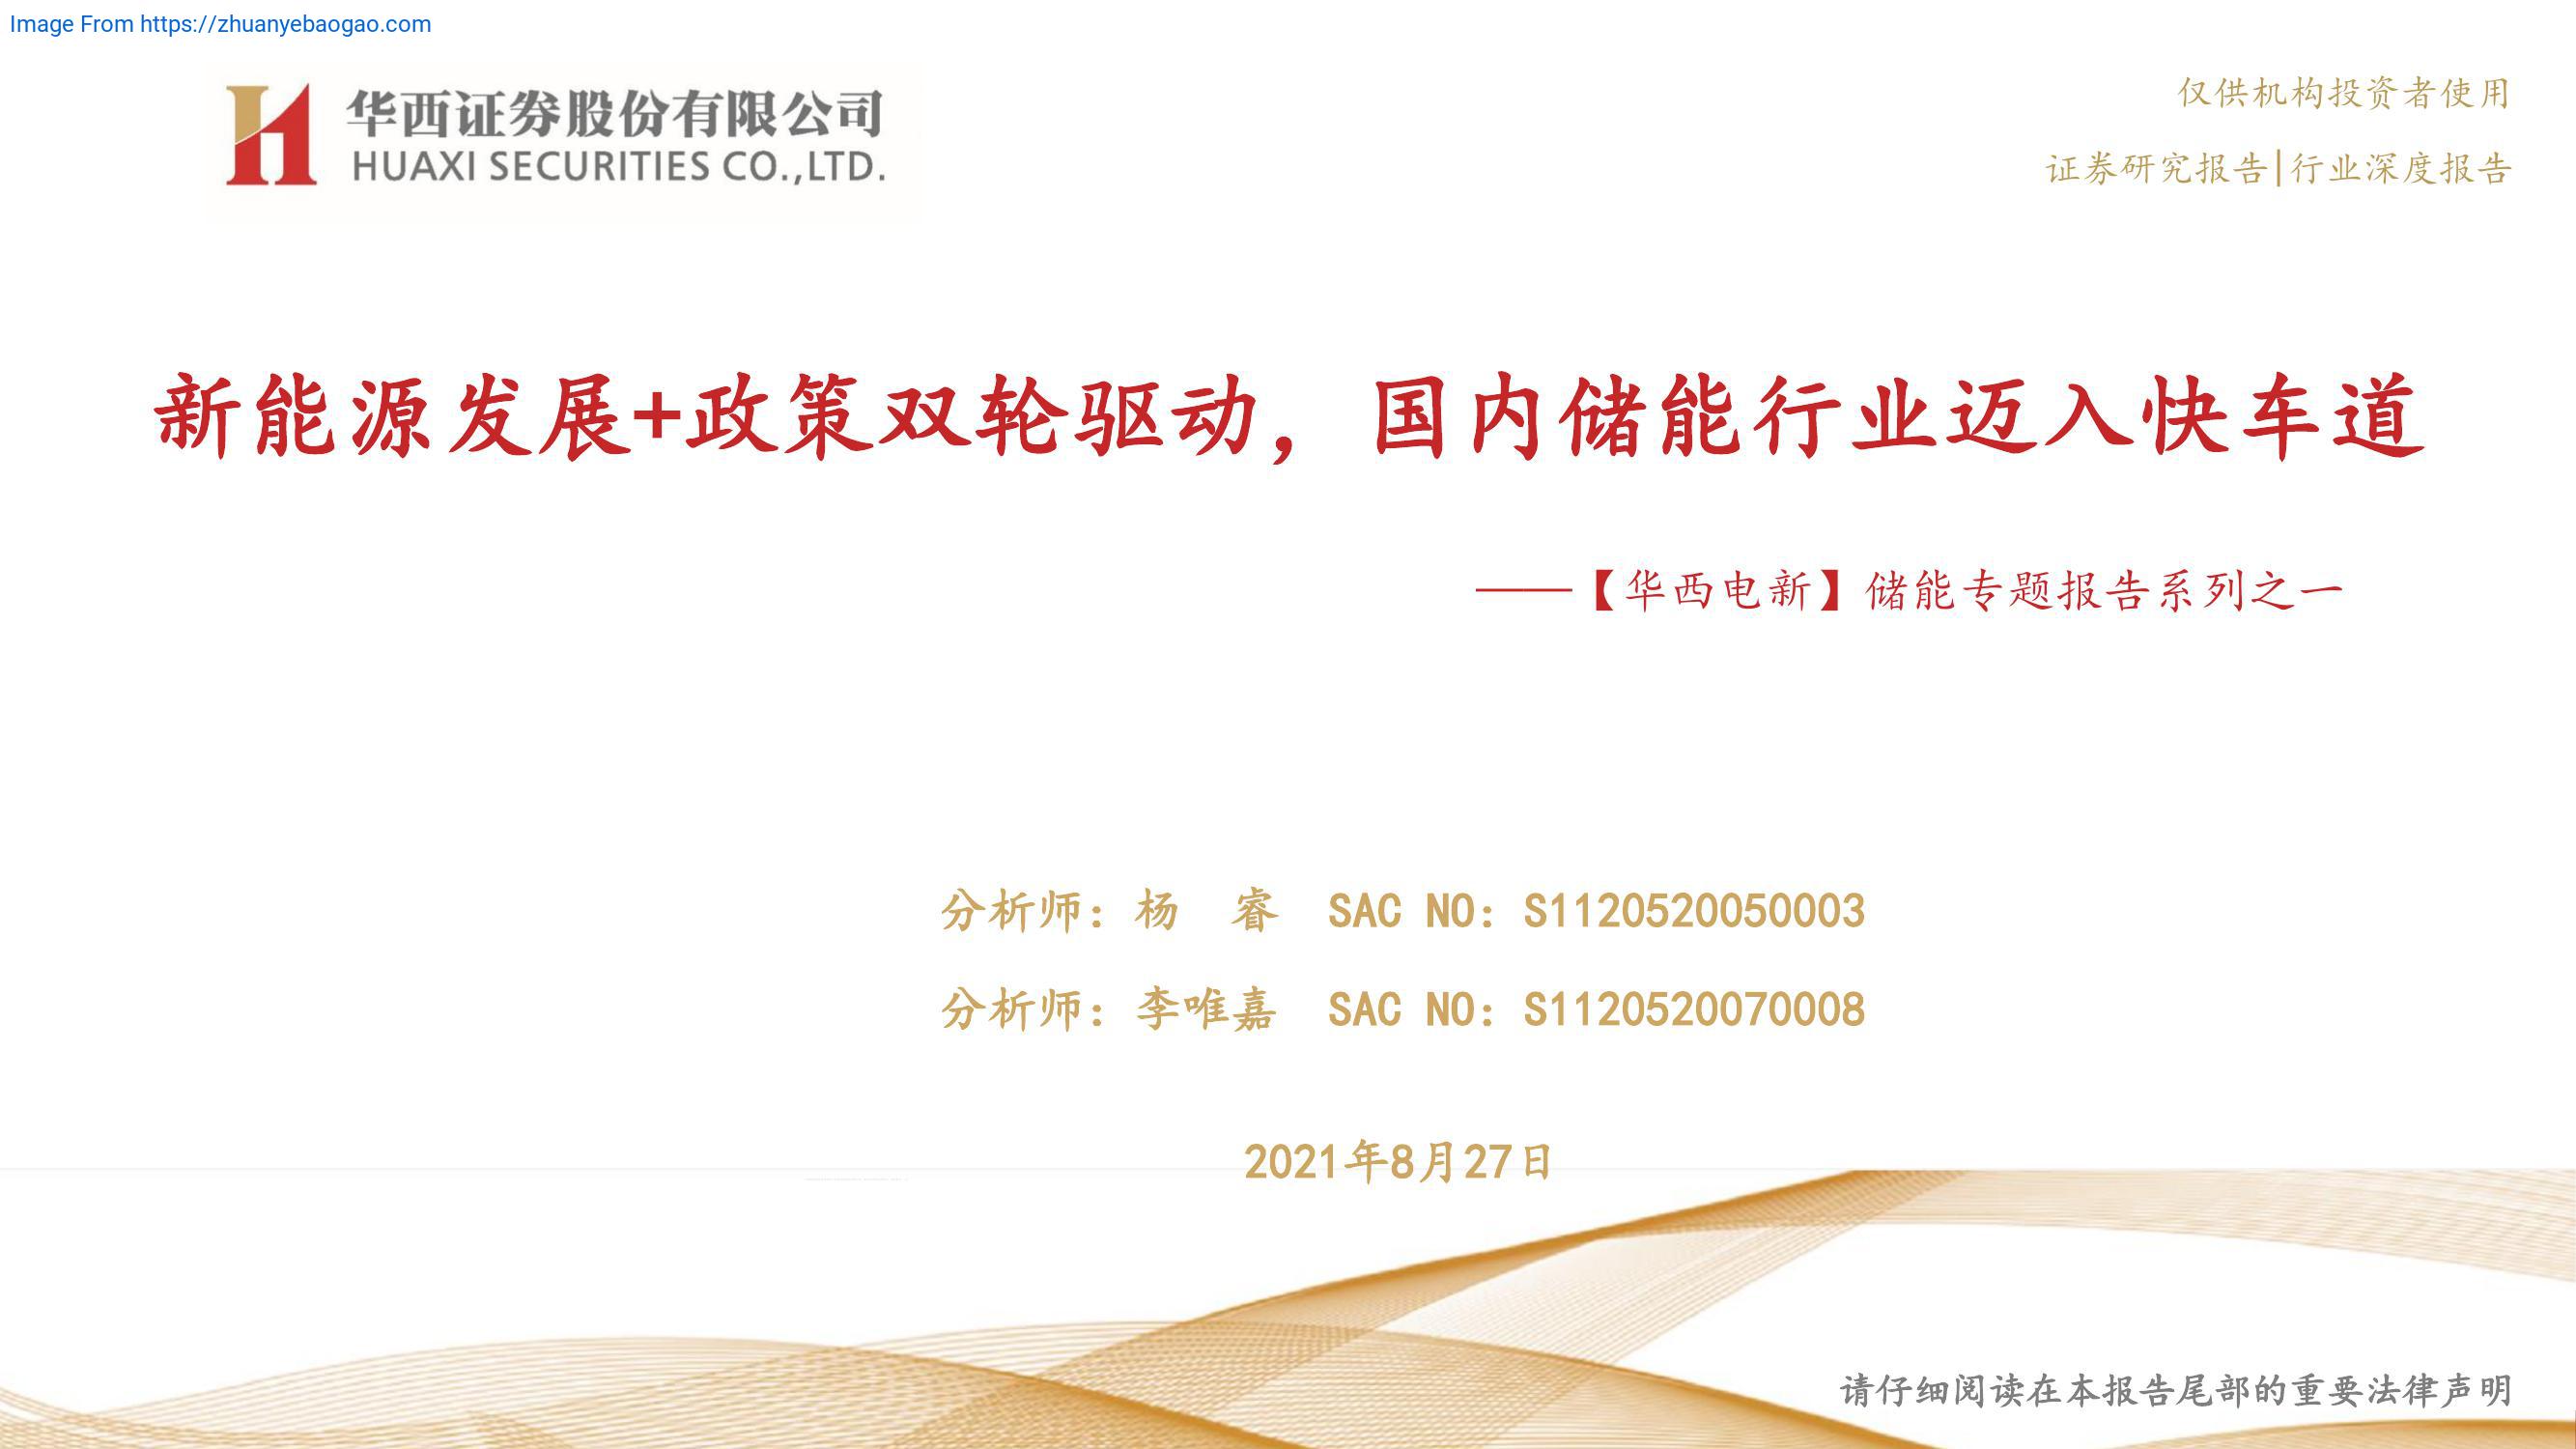 Image From https://zhuanyebaogao.com
华西证券股份有限公司
HUAXI SECURITIES CO.,LTD.
仅供机构投资者使用
证券研究报告|行业深度报告
新能源发展+政策双轮驱动，国内储能行业迈入快车道
——【华西电新】储能专题报告系列之一
分析师：杨　睿　SAC NO：S1120520050003
分析师：李唯嘉　SAC NO：S1120520070008
2021年8月27日
请仔细阅读在本报告尾部的重要法律声明